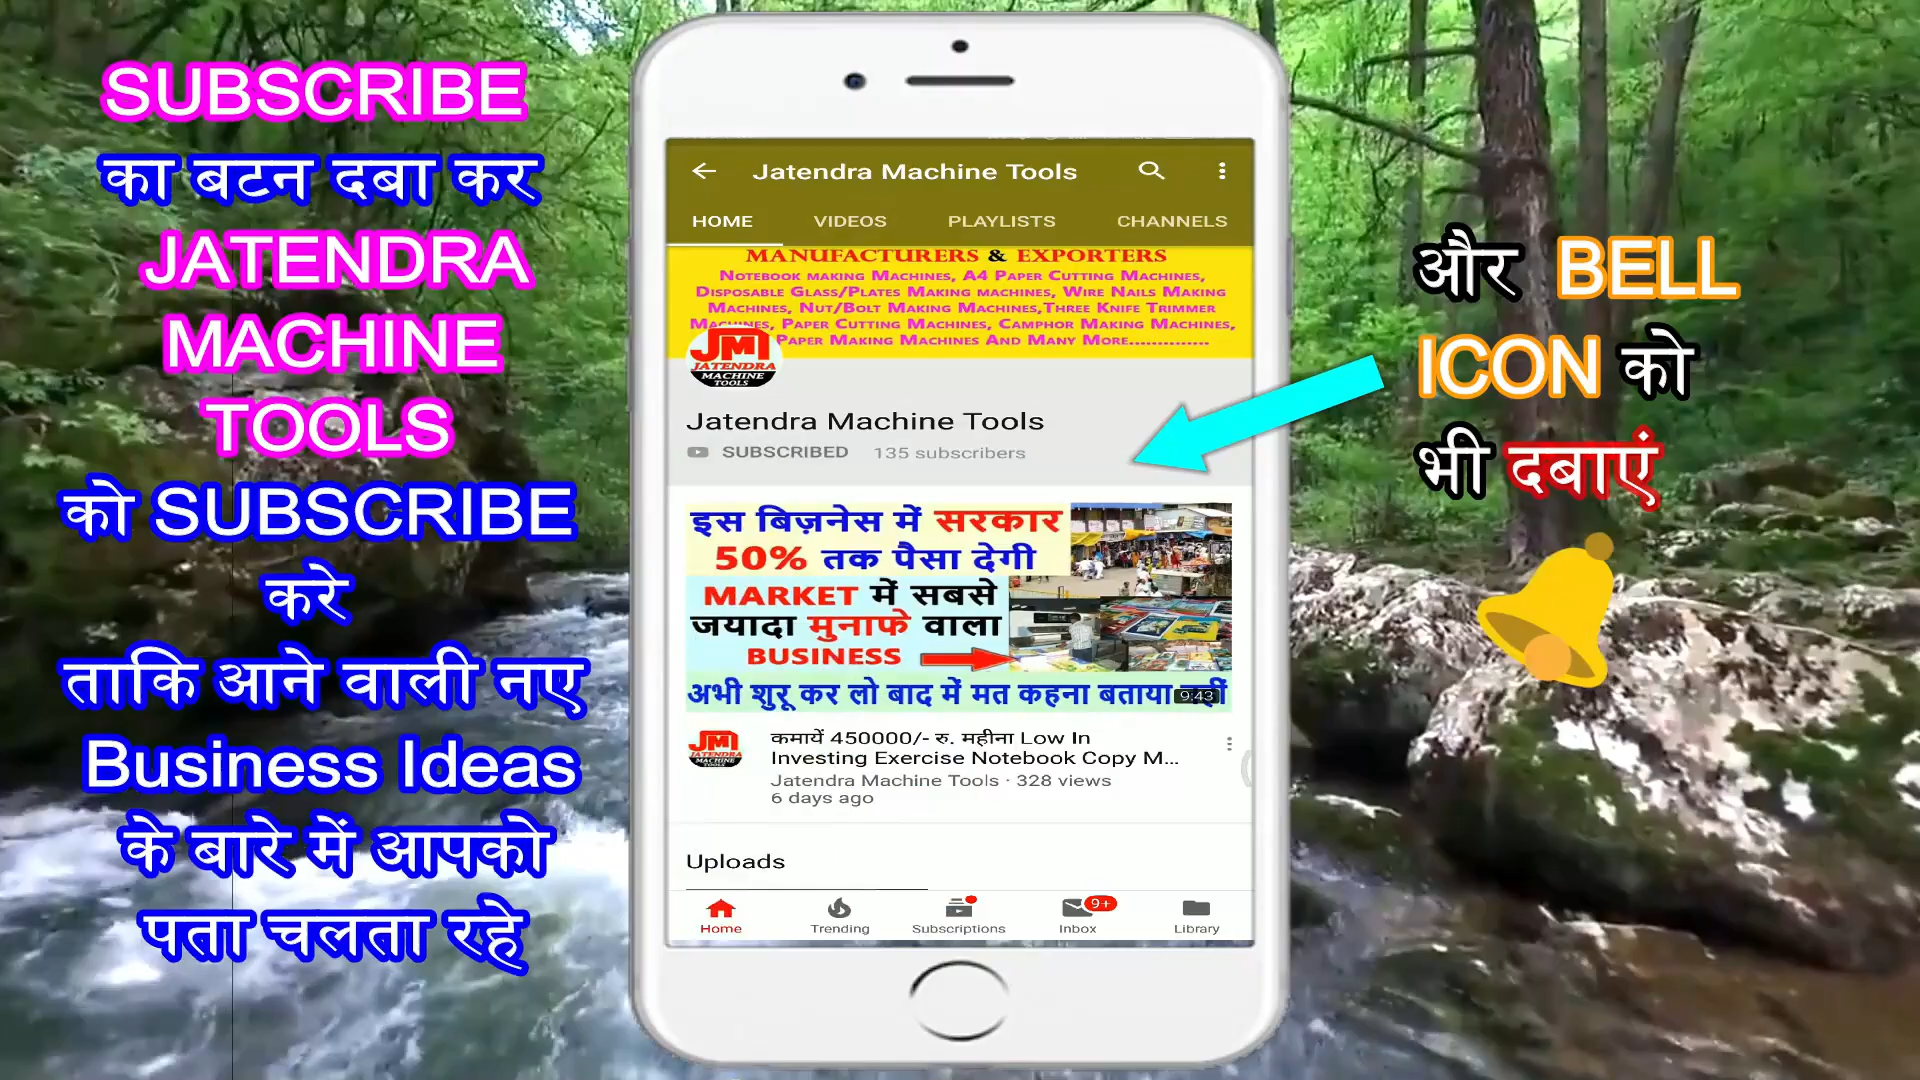 SUBSCRIBE
का बटन दबा कर
JATENDRA
MACHINE
TOOLS
को SUBSCRIBE
करे
ताकि आने वाली नए
Business Ideas
के बारे में आपको
पता चलता रहे
Jatendra Machine Tools
HOME VIDEOS PLAYLISTS CHANNELS
MANUFACTURERS & EXPORTERS
NOTEBOOK MAKING MACHINES, A4 PAPER CUTTING MACHINES,
DISPOSABLE GLASS/PLATES MAKING MACHINES, WIRE NAILS MAKING
MACHINES, NUT/BOLT MAKING MACHINES,THREE KNIFE TRIMMER
MACHINES, PAPER CUTTING MACHINES, CAMPHOR MAKING MACHINES,
PAPER MAKING MACHINES AND MANY MORE..............
JMT
JATENDRA
MACHINE
TOOLS
Jatendra Machine Tools
SUBSCRIBED 135 subscribers
इस बिज़नेस में सरकार
50% तक पैसा देगी
MARKET में सबसे
जयादा मुनाफे वाला
BUSINESS
अभी शुरू कर लो बाद में मत कहना बताया नहीं
9:43
JMT
JATENDRA
MACHINE
TOOLS
कमायें 450000/- रु. महीना Low In
Investing Exercise Notebook Copy M...
Jatendra Machine Tools · 328 views
6 days ago
Uploads
Home Trending Subscriptions Inbox 9+ Library
और BELL
ICON को
भी दबाएं